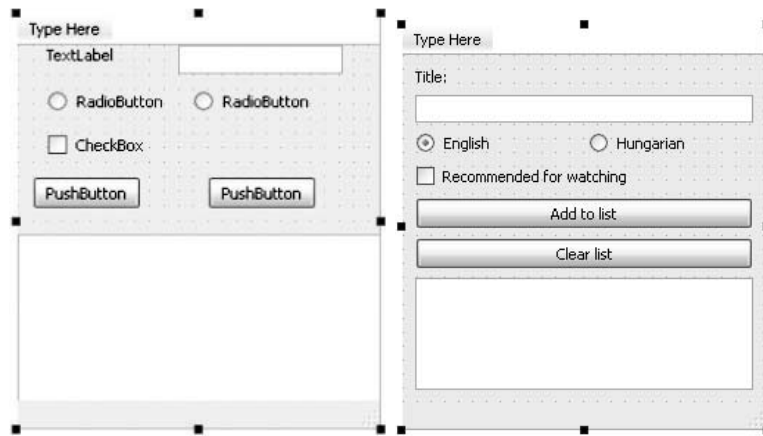 Type Here
TextLabel
RadioButton RadioButton
CheckBox
PushButton PushButton
Type Here
Title:
English Hungarian
Recommended for watching
Add to list
Clear list